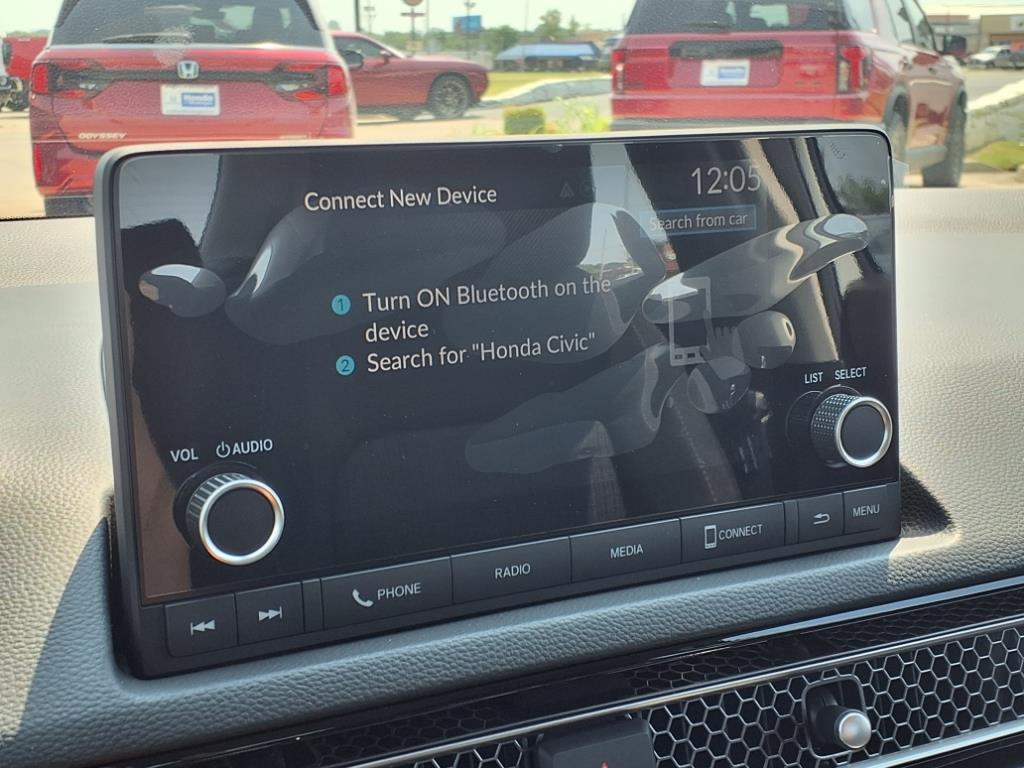 ODYSSEY
Honda
Connect New Device
12:05
Search from car
1 Turn ON Bluetooth on the
device
2 Search for "Honda Civic"
LIST SELECT
VOL AUDIO
PHONE
RADIO
MEDIA
CONNECT
MENU